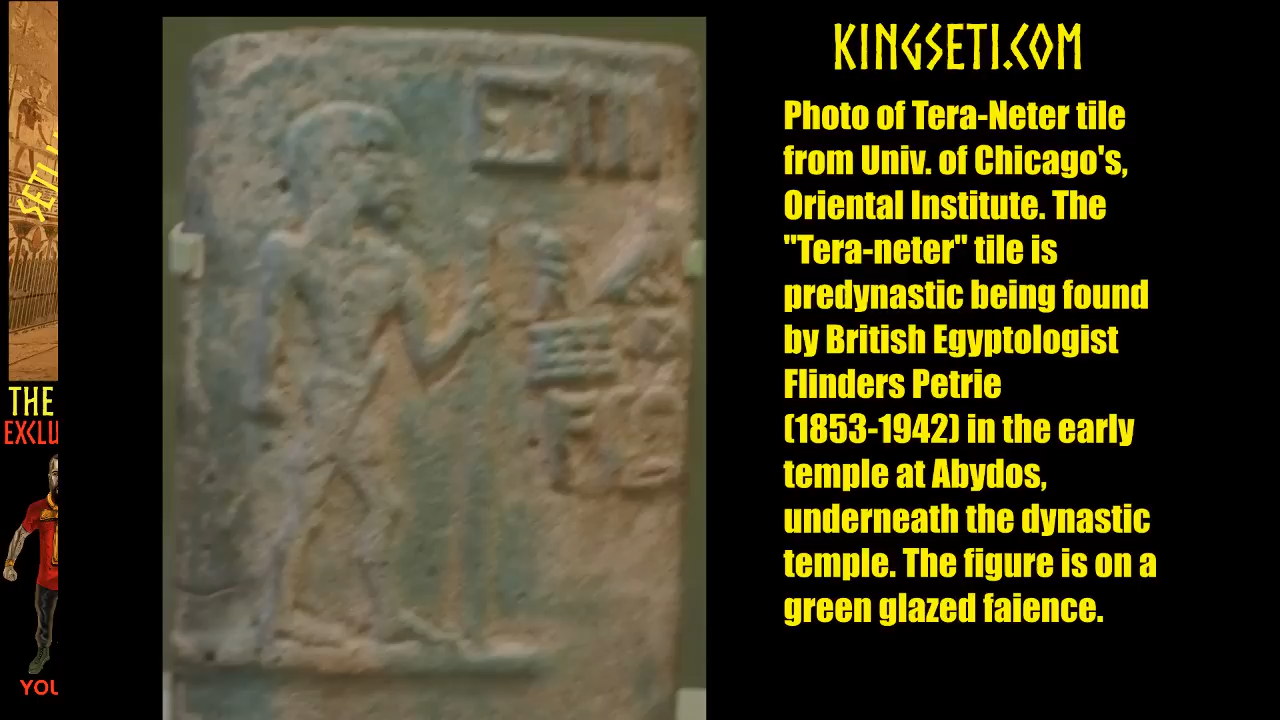 KINGSETI.COM
Photo of Tera-Neter tile
from Univ. of Chicago's,
Oriental Institute. The
"Tera-neter" tile is
predynastic being found
by British Egyptologist
Flinders Petrie
(1853-1942) in the early
temple at Abydos,
underneath the dynastic
temple. The figure is on a
green glazed faience.
THE